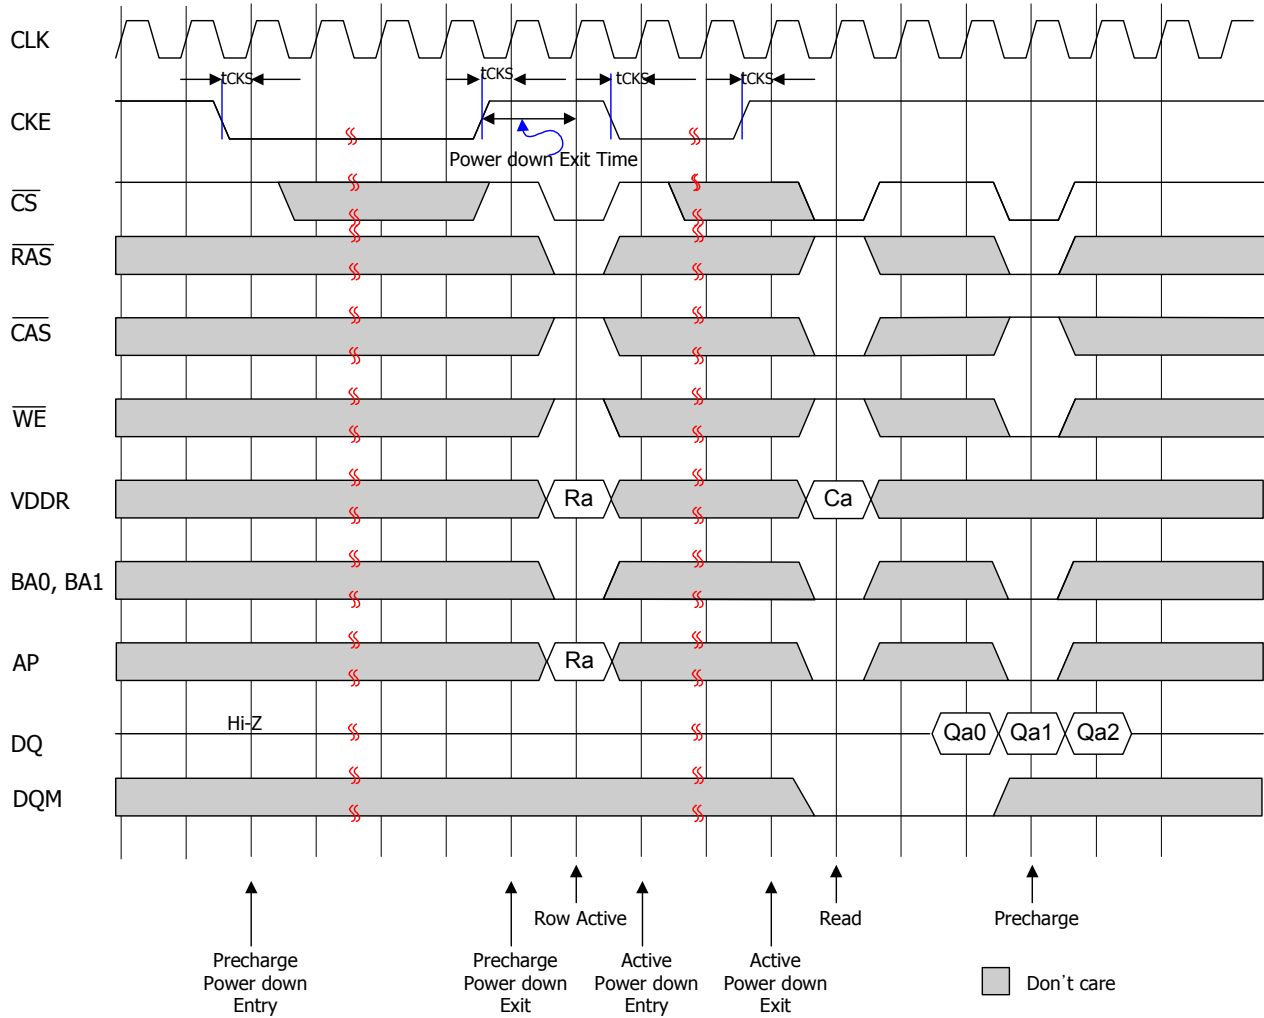 CLK
tCKS
tCKS
tCKS
tCKS
CKE
Power down Exit Time
CS
RAS
CAS
WE
VDDR
Ra
Ca
BA0, BA1
AP
Ra
Hi-Z
DQ
Qa0
Qa1
Qa2
DQM
Row Active
Read
Precharge
Precharge
Power down
Entry
Precharge
Power down
Exit
Active
Power down
Entry
Active
Power down
Exit
Don't care